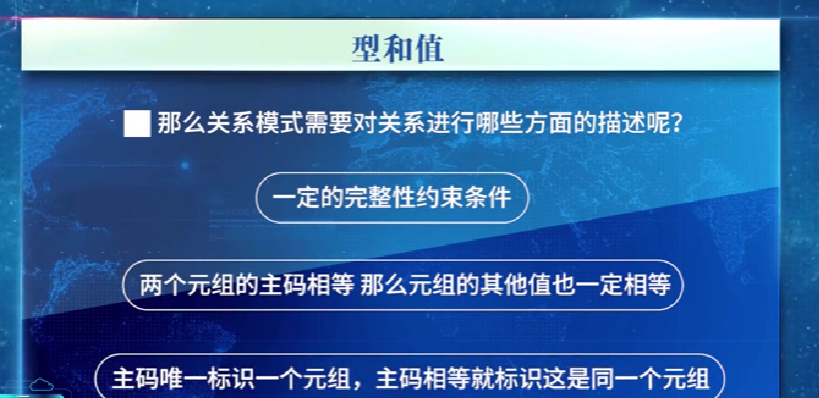 型和值
那么关系模式需要对关系进行哪些方面的描述呢？
一定的完整性约束条件
两个元组的主码相等 那么元组的其他值也一定相等
主码唯一标识一个元组，主码相等就标识这是同一个元组